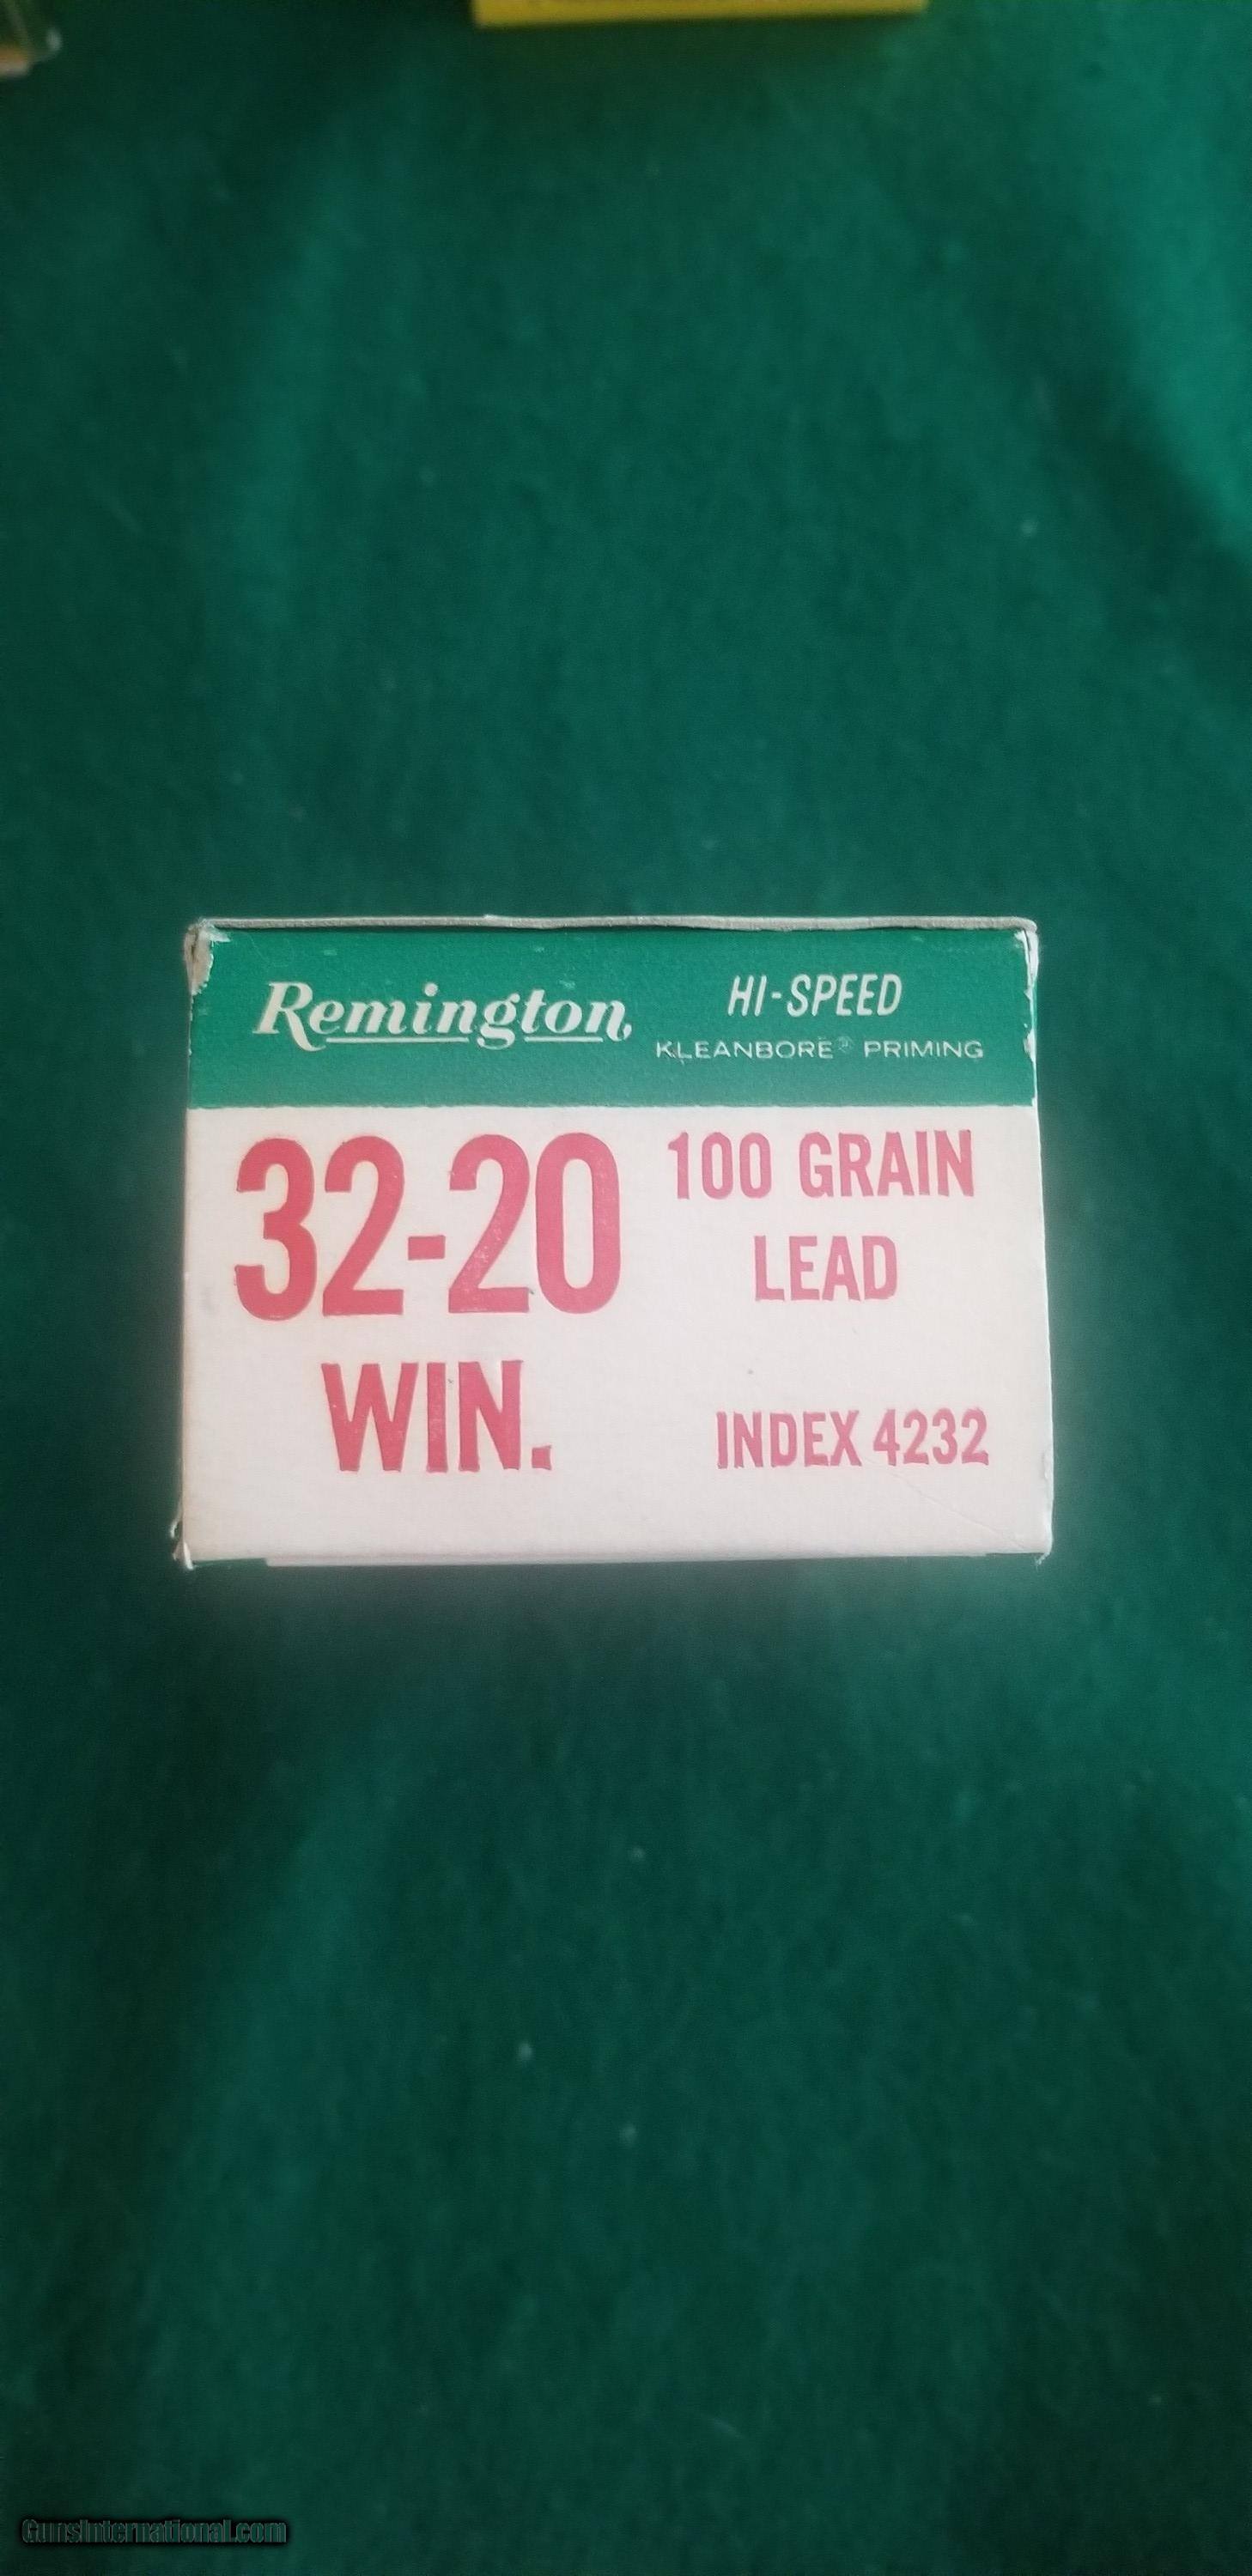 Remington,
HI-SPEED
KLEANBORE® PRIMING
32-20
WIN.
100 GRAIN
LEAD
INDEX 4232
GunsInternational.com